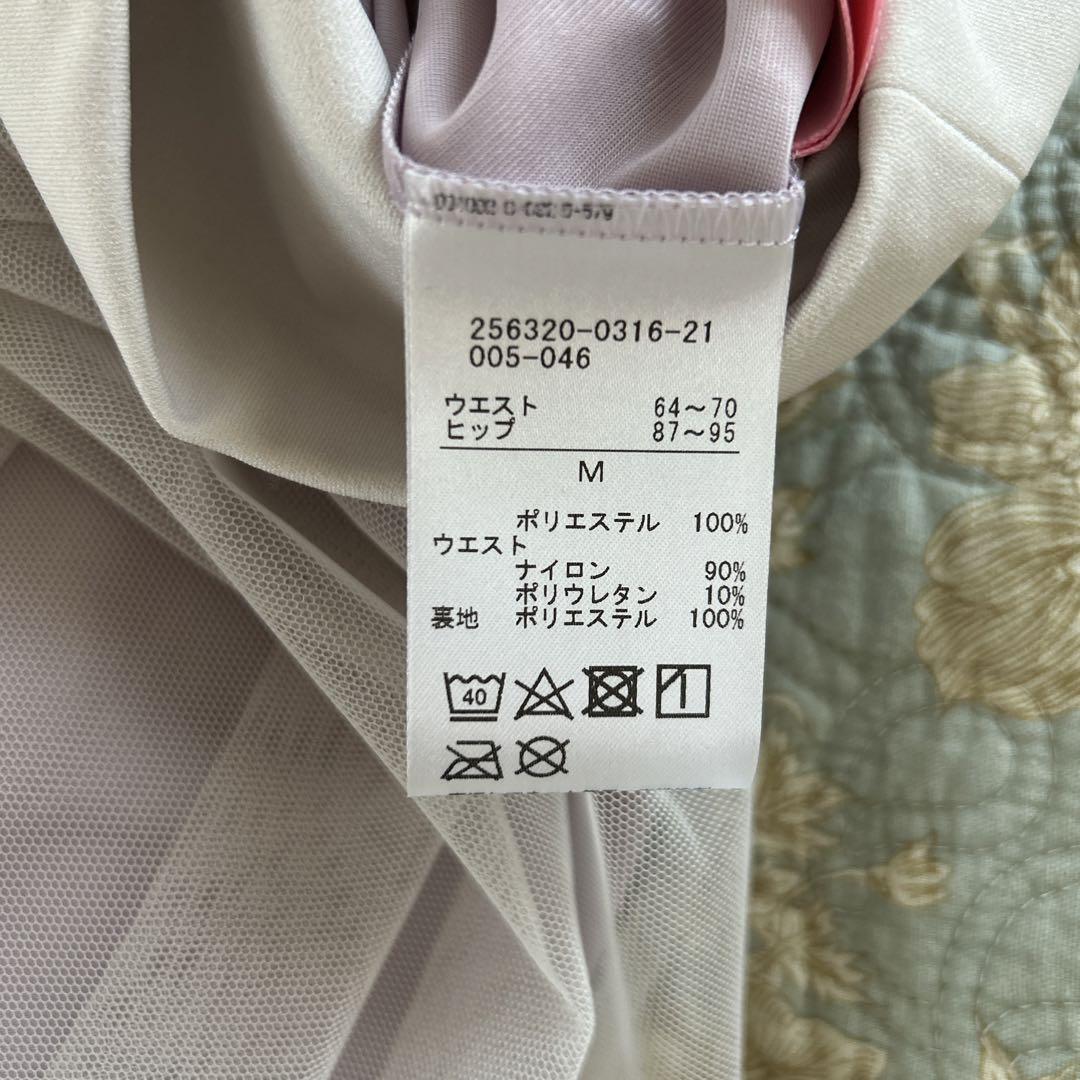 256320-0316-21
005-046
ウエスト 64～70
ヒップ 87～95
M
ポリエステル 100%
ウエスト
ナイロン 90%
ポリウレタン 10%
裏地 ポリエステル 100%
40